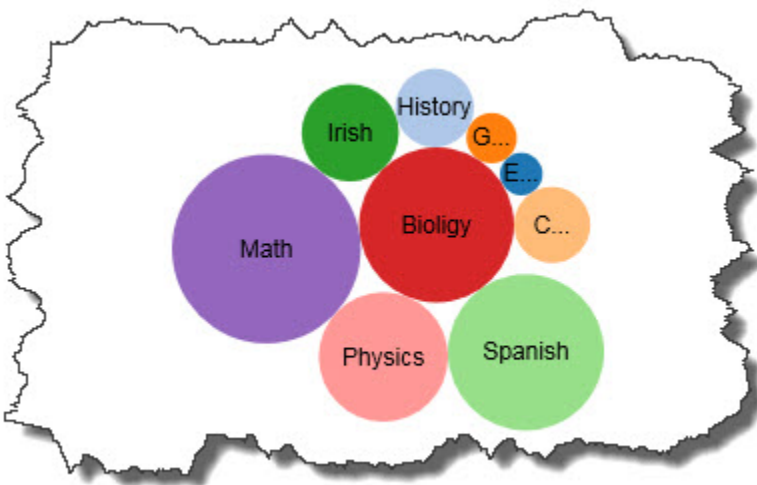 History
Irish
G...
E...
Bioligy
C...
Math
Spanish
Physics